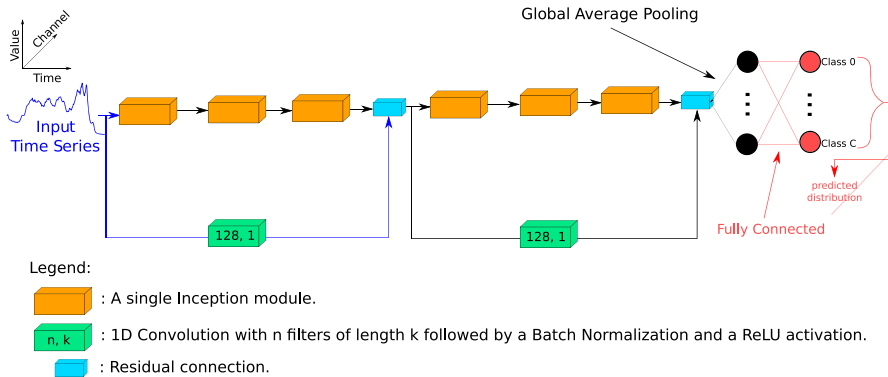 Global Average Pooling
Value
Channel
Time
Input
Time Series
Class 0
Class C
predicted
distribution
Fully Connected
128, 1
128, 1
Legend:
: A single Inception module.
n, k
: 1D Convolution with n filters of length k followed by a Batch Normalization and a ReLU activation.
: Residual connection.